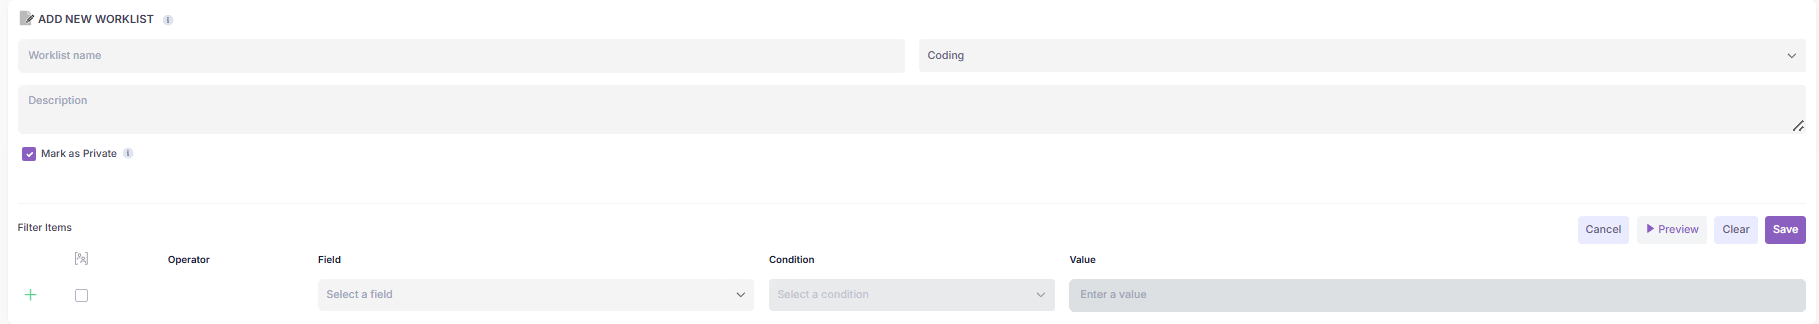 ADD NEW WORKLIST i
Worklist name
Coding
Description
Mark as Private i
Filter Items
Cancel Preview Clear Save
Operator Field Condition Value
Select a field Select a condition Enter a value